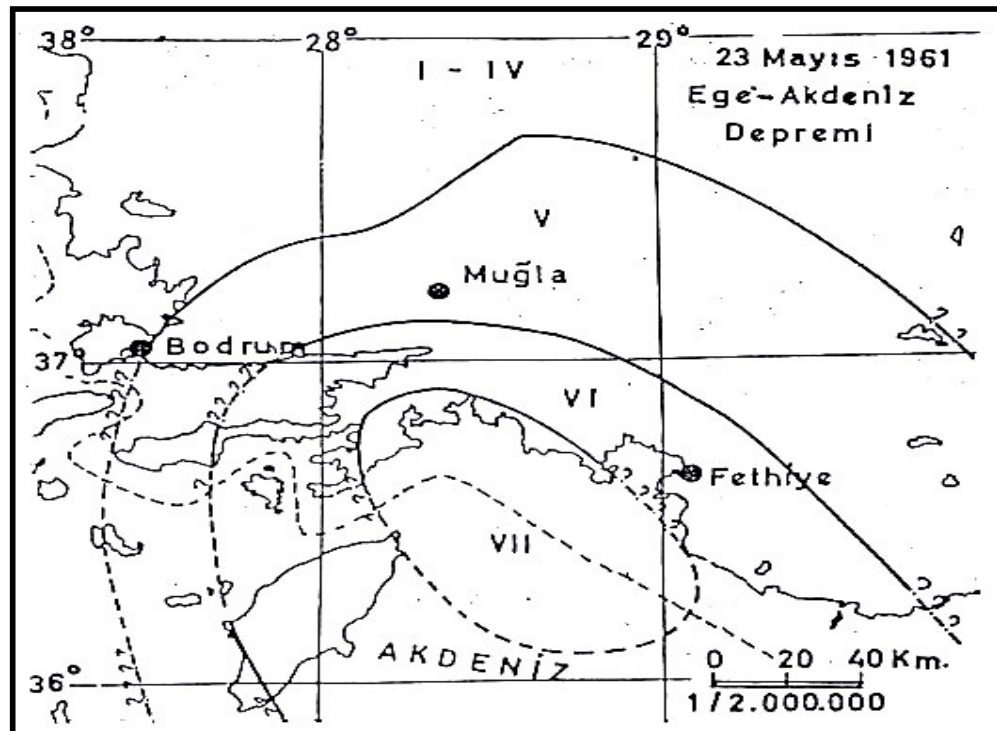 38° 28° 29°
I - IV
23 Mayıs 1961
Ege-Akdeniz
Depremi
V
Muğla
Bodrum
37
VI
Fethiye
VII
AKDENİZ
36°
0 20 40 Km.
1/2.000.000